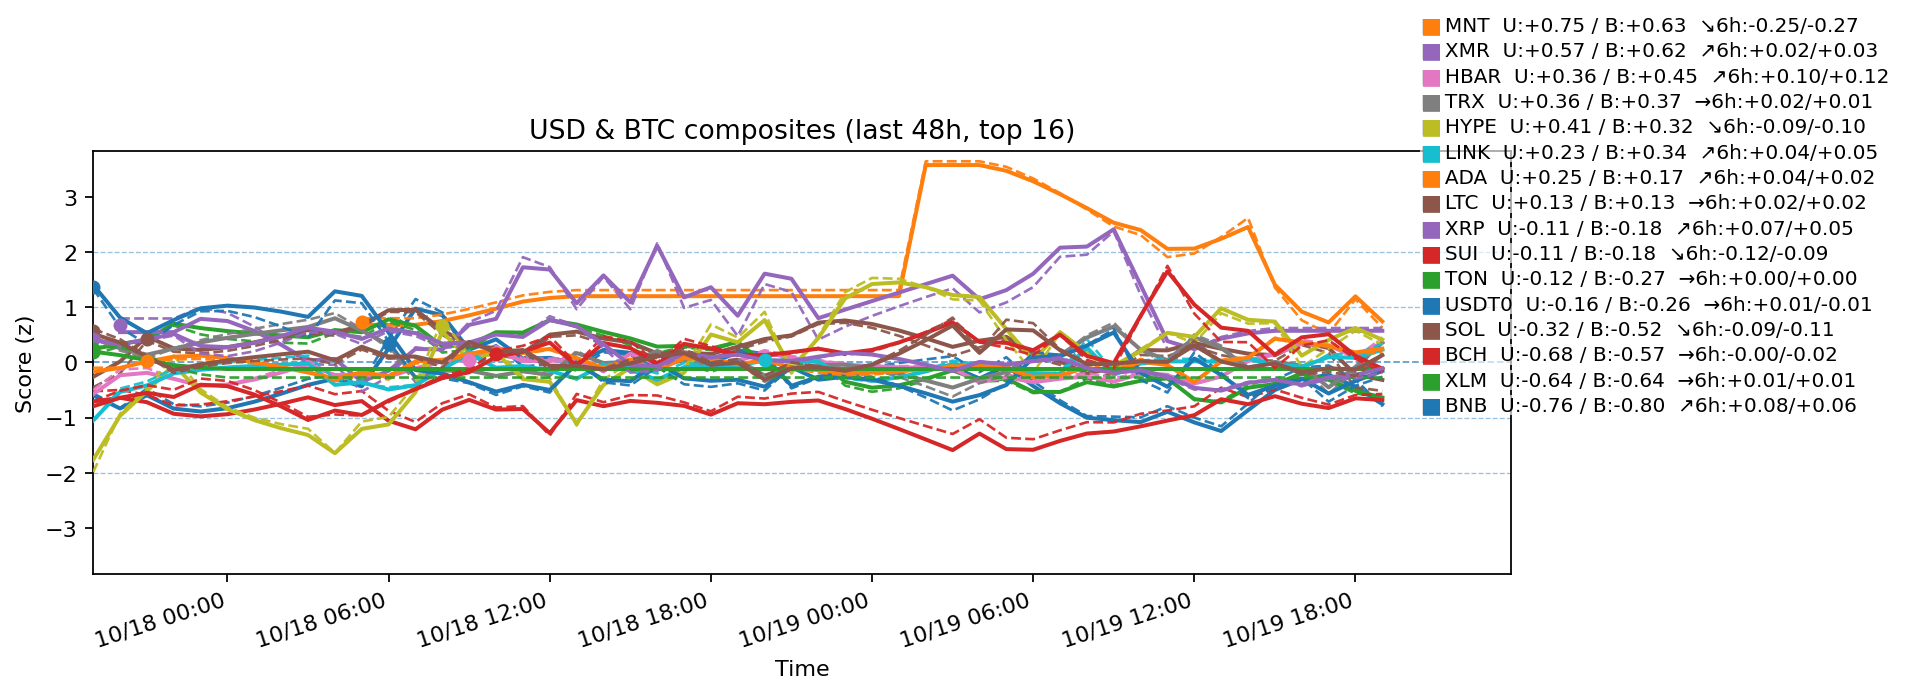 MNT U:+0.75 / B:+0.63 ↘6h:-0.25/-0.27
XMR U:+0.57 / B:+0.62 ↗6h:+0.02/+0.03
HBAR U:+0.36 / B:+0.45 ↗6h:+0.10/+0.12
TRX U:+0.36 / B:+0.37 →6h:+0.02/+0.01
HYPE U:+0.41 / B:+0.32 ↘6h:-0.09/-0.10
LINK U:+0.23 / B:+0.34 ↗6h:+0.04/+0.05
ADA U:+0.25 / B:+0.17 ↗6h:+0.04/+0.02
LTC U:+0.13 / B:+0.13 →6h:+0.02/+0.02
XRP U:-0.11 / B:-0.18 ↗6h:+0.07/+0.05
SUI U:-0.11 / B:-0.18 ↘6h:-0.12/-0.09
TON U:-0.12 / B:-0.27 →6h:+0.00/+0.00
USDT0 U:-0.16 / B:-0.26 →6h:+0.01/-0.01
SOL U:-0.32 / B:-0.52 ↘6h:-0.09/-0.11
BCH U:-0.68 / B:-0.57 →6h:-0.00/-0.02
XLM U:-0.64 / B:-0.64 →6h:+0.01/+0.01
BNB U:-0.76 / B:-0.80 ↗6h:+0.08/+0.06
USD & BTC composites (last 48h, top 16)
Score (z)
3
2
1
0
−1
−2
−3
10/18 00:00
10/18 06:00
10/18 12:00
10/18 18:00
10/19 00:00
10/19 06:00
10/19 12:00
10/19 18:00
Time